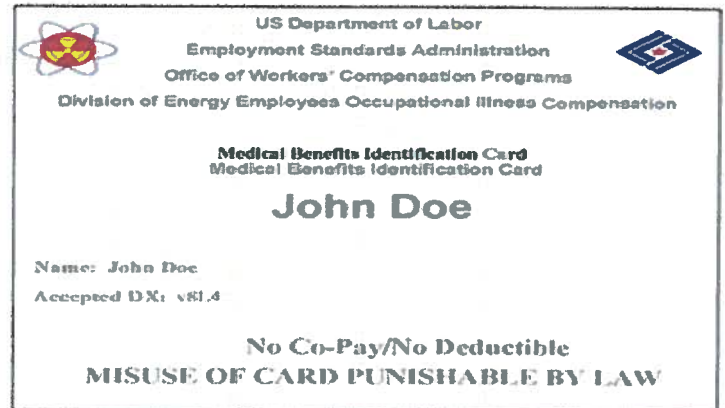 US Department of Labor
Employment Standards Administration
Office of Workers' Compensation Programs
Division of Energy Employees Occupational Illness Compensation
Medical Benefits Identification Card
Medical Benefits Identification Card
John Doe
Name: John Doe
Accepted DX: v81.4
No Co-Pay/No Deductible
MISUSE OF CARD PUNISHABLE BY LAW